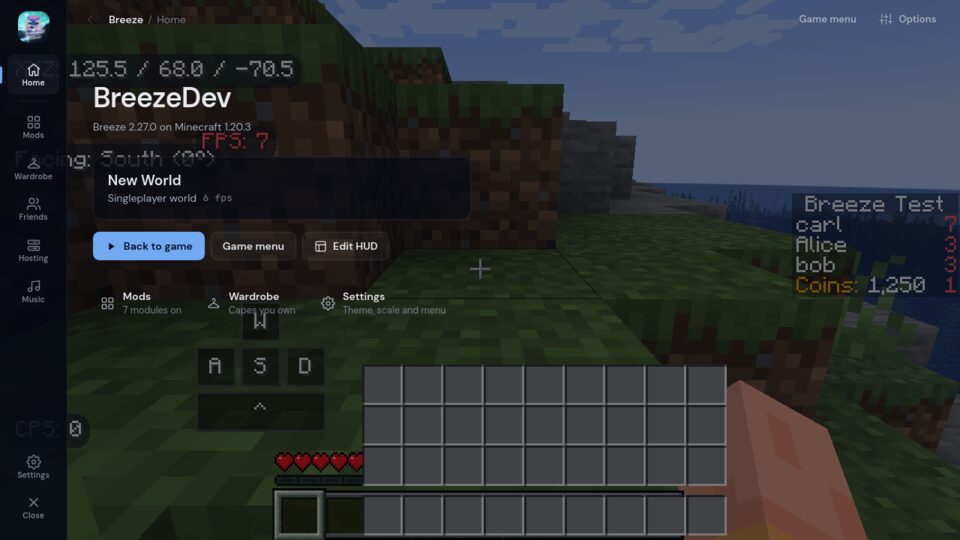 Breeze / Home
Game menu
Options
Home
XYZ: 125.5 / 68.0 / -70.5
BreezeDev
Breeze 2.27.0 on Minecraft 1.20.3
FPS: 7
Mods
Facing: South (0°)
Wardrobe
New World
Singleplayer world 6 fps
Friends
Breeze Test
carl 7
Alice 3
bob 3
Coins: 1,250 1
Hosting
Back to game
Game menu
Edit HUD
Music
Mods
7 modules on
Wardrobe
Capes you own
Settings
Theme, scale and menu
W
A S D
^
CPS: 0
Settings
Close